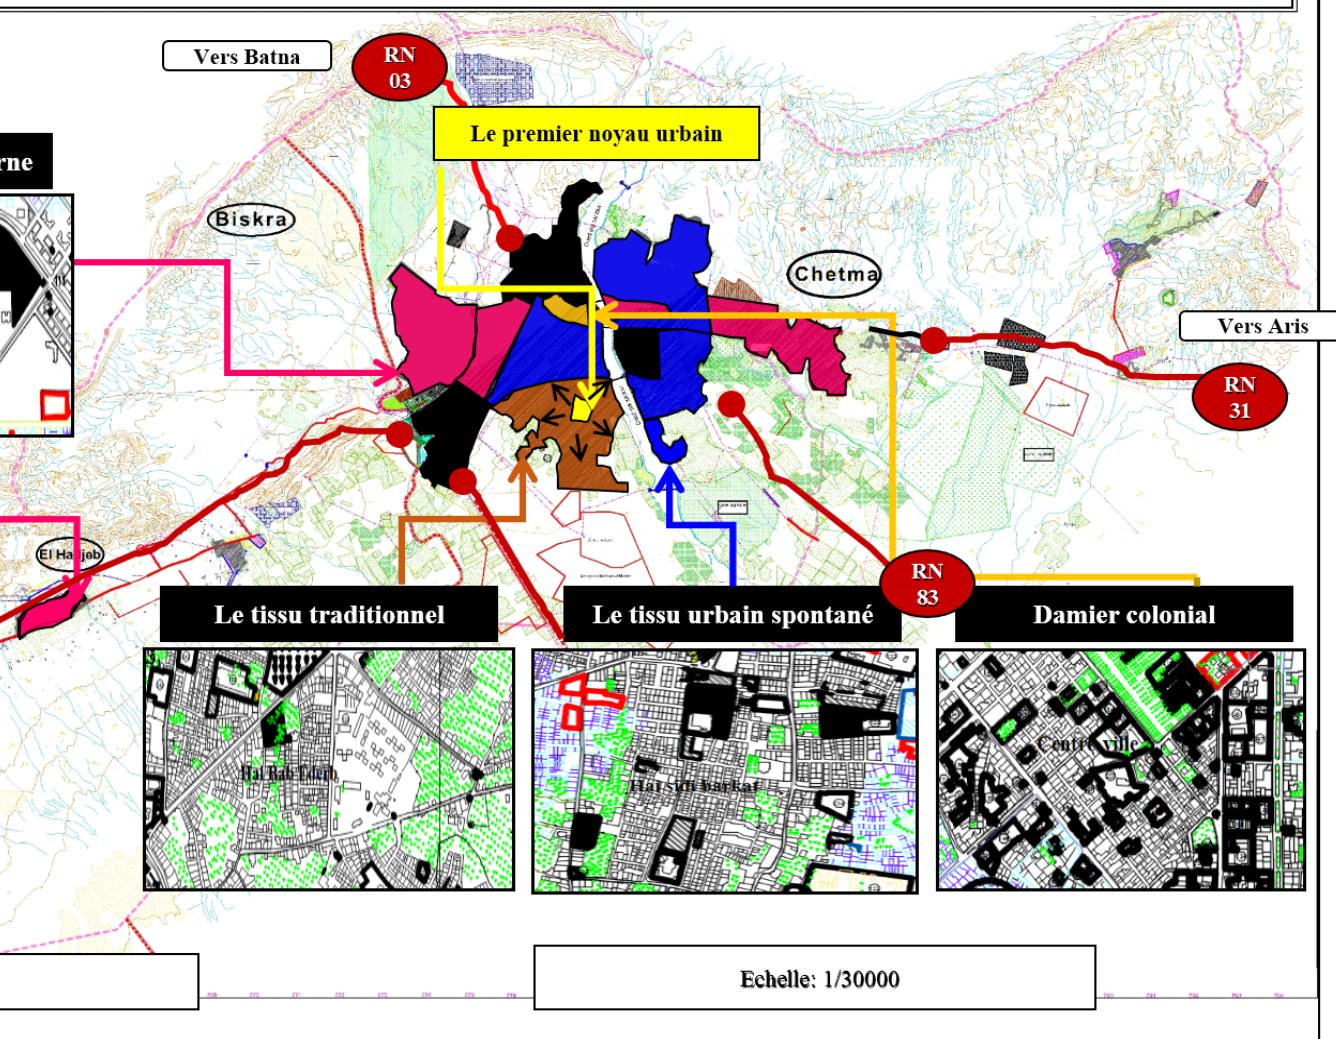 Vers Batna
RN
03
Le premier noyau urbain
rne
Biskra
Chetma
Vers Aris
RN
31
El Hadjeb
RN
83
Le tissu traditionnel
Le tissu urbain spontané
Damier colonial
Hai Bab Ederb
Hai sidi barkat
Centre ville
Echelle: 1/30000